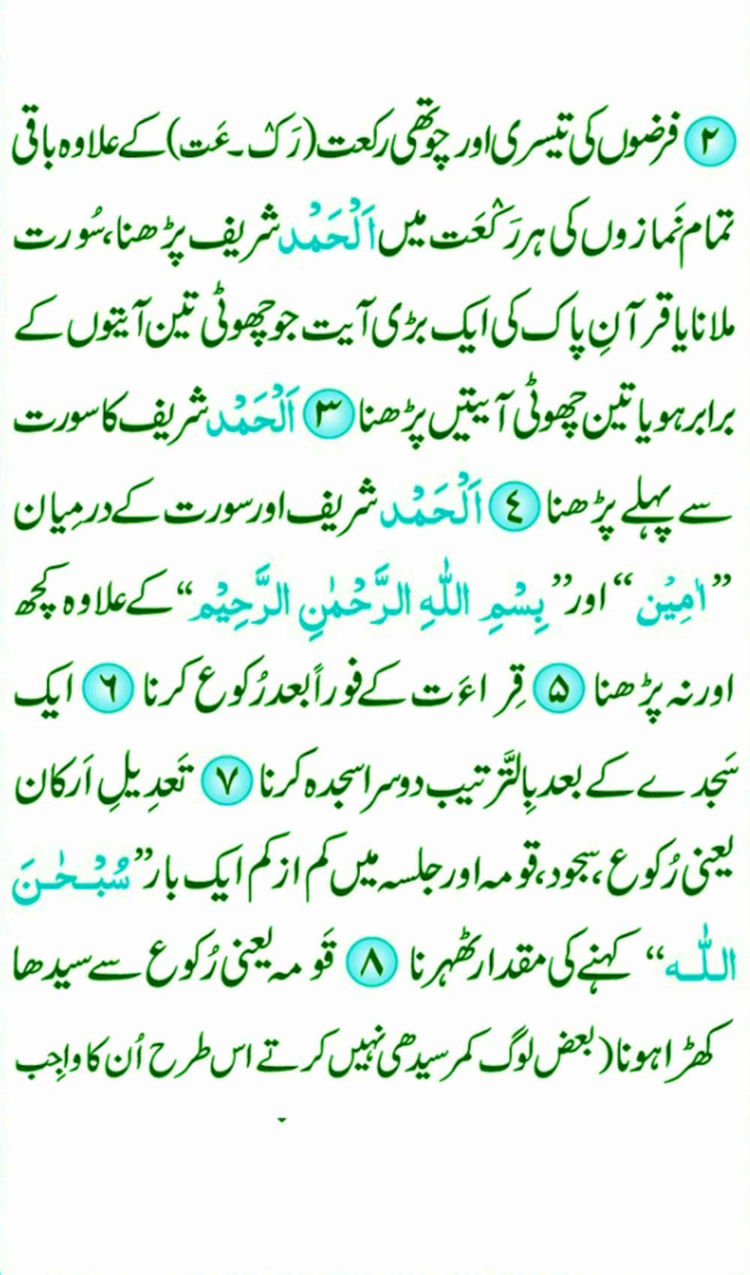 ۲ فرضوں کی تیسری اور چوتھی رکعت (رَکْ۔عَت) کے علاوہ باقی
تمام نَمازوں کی ہر رَکْعَت میں اَلْحَمْد شریف پڑھنا، سُورت
ملانا یا قرآنِ پاک کی ایک بڑی آیت جو چھوٹی تین آیتوں کے
برابر ہو یا تین چھوٹی آیتیں پڑھنا ۳ اَلْحَمْد شریف کا سورت
سے پہلے پڑھنا ٤ اَلْحَمْد شریف اور سورت کے درمِیان
”اٰمِیْن“ اور ”بِسْمِ اللّٰهِ الرَّحْمٰنِ الرَّحِیْم“ کے علاوہ کچھ
اور نہ پڑھنا ۵ قِراءَت کے فوراً بعد رُکوع کرنا ٦ ایک
سَجدے کے بعد بِالتَّرتیب دوسرا سجدہ کرنا ۷ تَعدِیلِ اَرکان
یعنی رُکوع، سجود، قومہ اور جلسہ میں کم از کم ایک بار ”سُبْحٰنَ
اللّٰه“ کہنے کی مقدار ٹھہرنا ۸ قَومہ یعنی رُکوع سے سیدھا
کھڑا ہونا (بعض لوگ کمر سیدھی نہیں کرتے اس طرح اُن کا واجِب